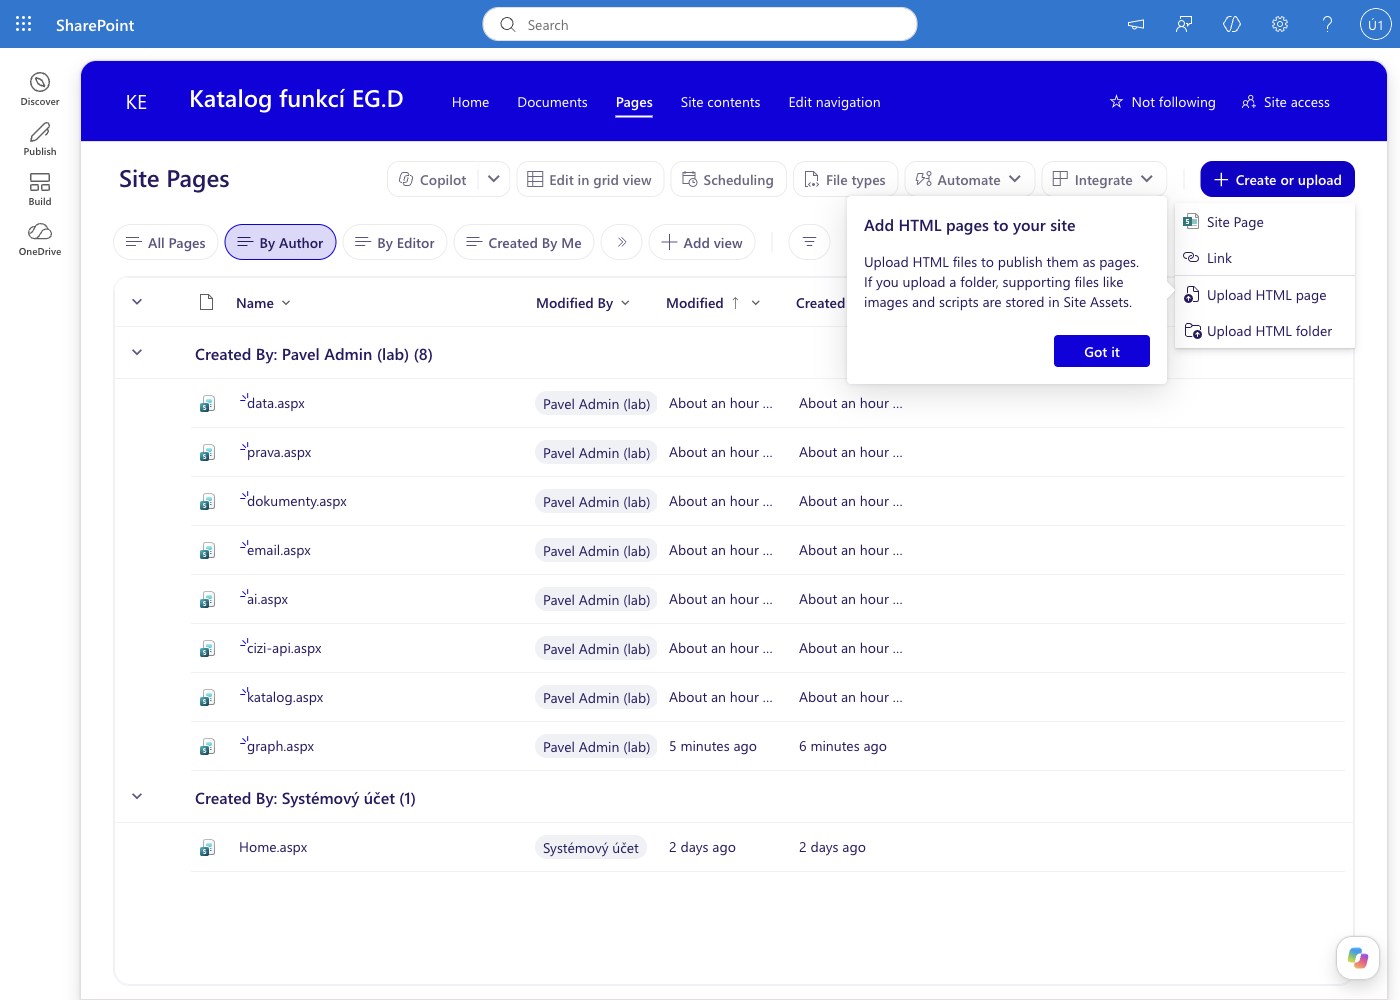 SharePoint
Search
Ú1
Discover
Publish
Build
OneDrive
KE
Katalog funkcí EG.D
Home
Documents
Pages
Site contents
Edit navigation
Not following
Site access
Site Pages
Copilot
Edit in grid view
Scheduling
File types
Automate
Integrate
Create or upload
Site Page
Link
Upload HTML page
Upload HTML folder
Add HTML pages to your site
Upload HTML files to publish them as pages.
If you upload a folder, supporting files like
images and scripts are stored in Site Assets.
Got it
All Pages
By Author
By Editor
Created By Me
Add view
Name
Modified By
Modified
Created
Created By: Pavel Admin (lab) (8)
data.aspx Pavel Admin (lab) About an hour ... About an hour ...
prava.aspx Pavel Admin (lab) About an hour ... About an hour ...
dokumenty.aspx Pavel Admin (lab) About an hour ... About an hour ...
email.aspx Pavel Admin (lab) About an hour ... About an hour ...
ai.aspx Pavel Admin (lab) About an hour ... About an hour ...
cizi-api.aspx Pavel Admin (lab) About an hour ... About an hour ...
katalog.aspx Pavel Admin (lab) About an hour ... About an hour ...
graph.aspx Pavel Admin (lab) 5 minutes ago 6 minutes ago
Created By: Systémový účet (1)
Home.aspx Systémový účet 2 days ago 2 days ago